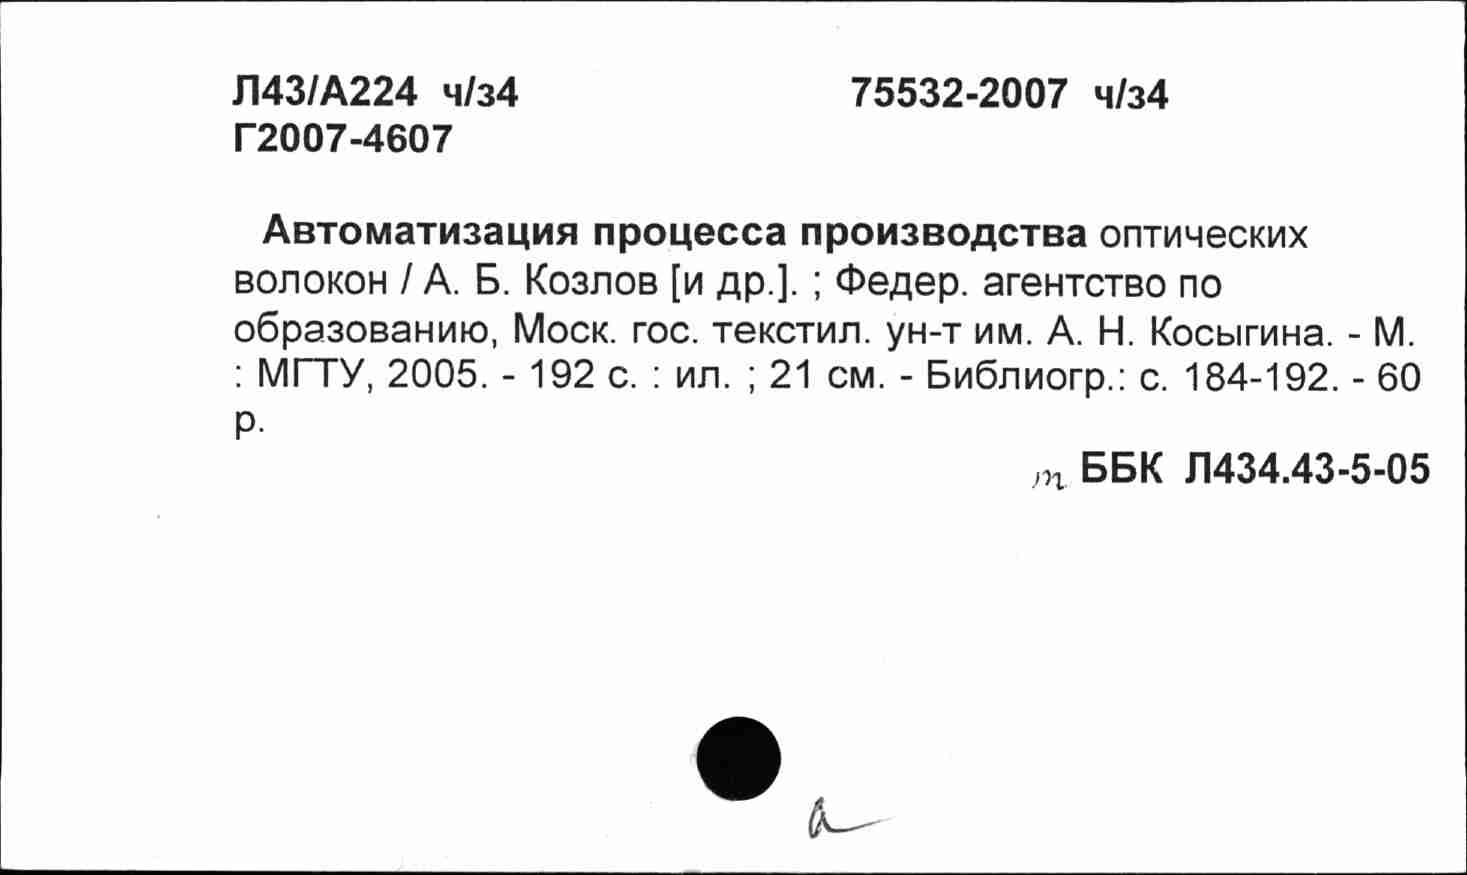 Л43/А224 ч/з4 75532-2007 ч/з4
Г2007-4607
Автоматизация процесса производства оптических
волокон / А. Б. Козлов [и др.]. ; Федер. агентство по
образованию, Моск. гос. текстил. ун-т им. А. Н. Косыгина. - М.
: МГТУ, 2005. - 192 с. : ил. ; 21 см. - Библиогр.: с. 184-192. - 60
р.
т ББК Л434.43-5-05
а